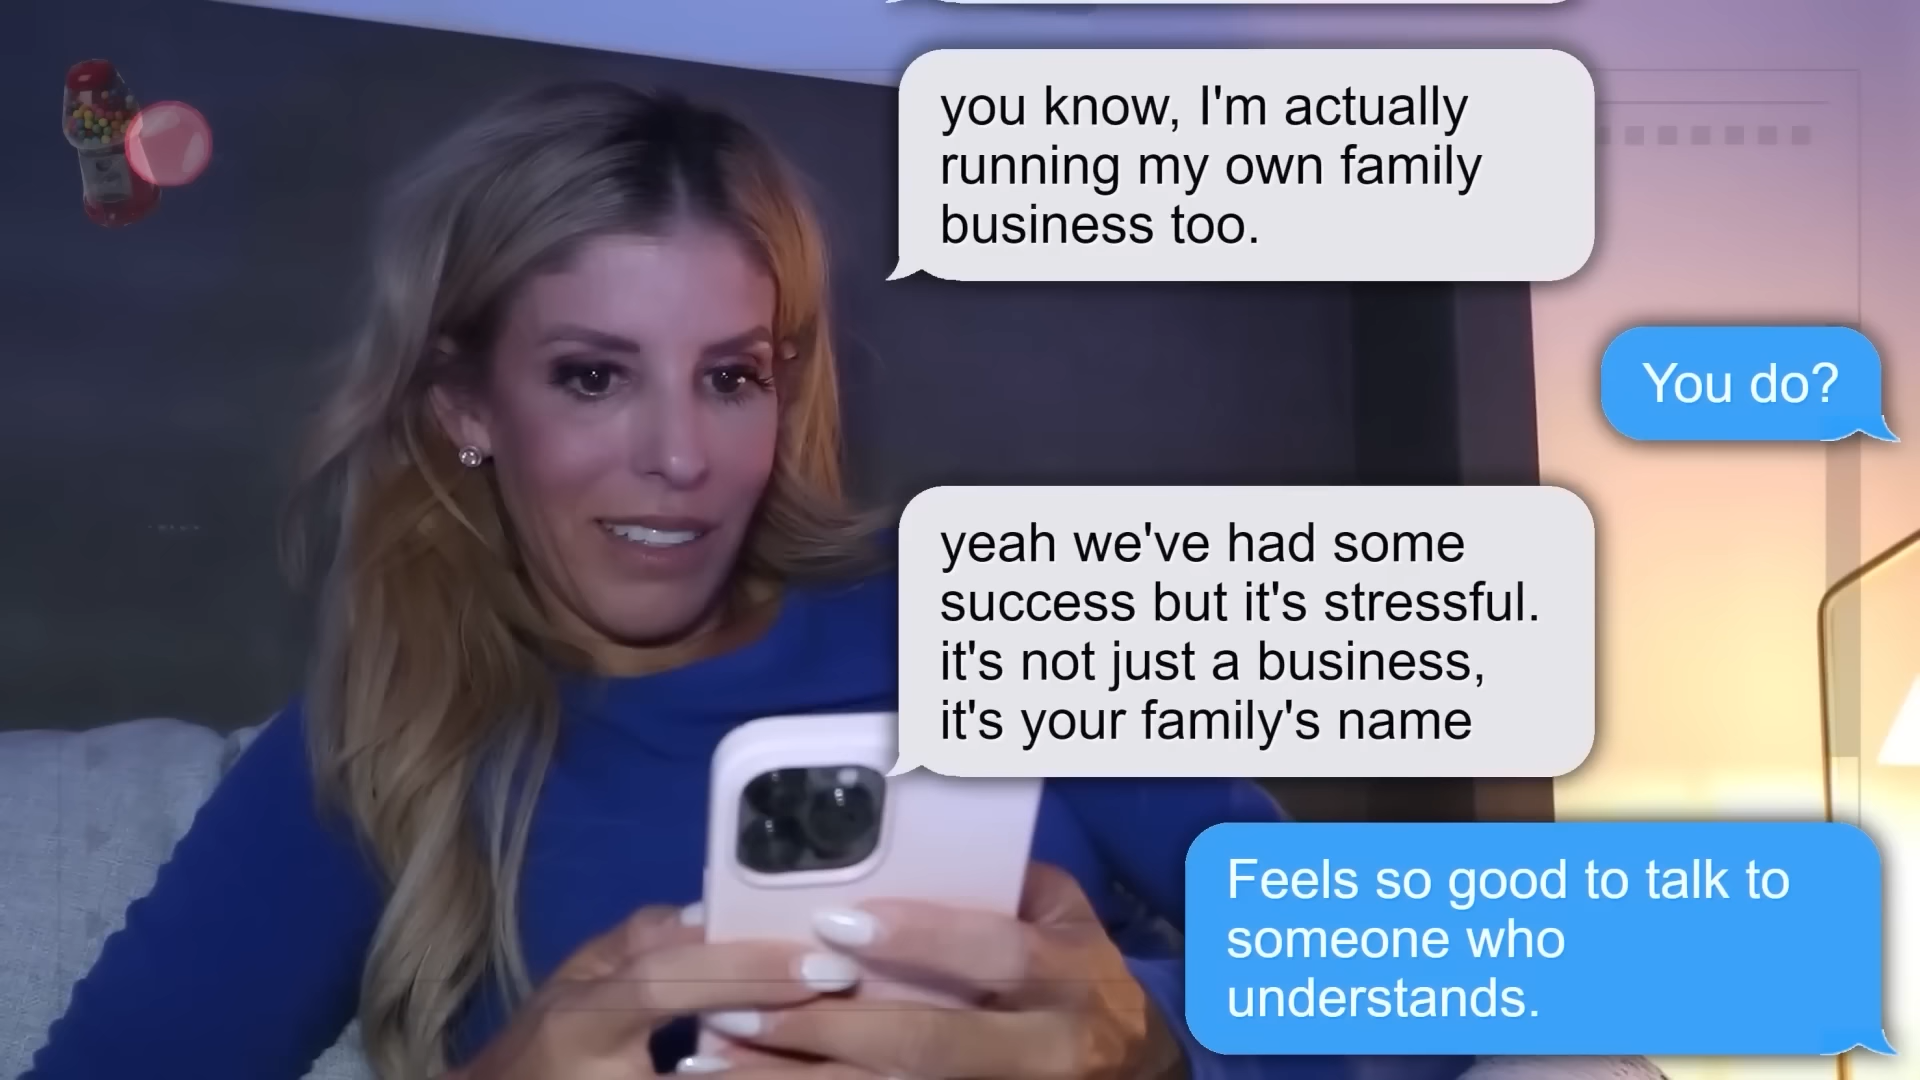 you know, I'm actually
running my own family
business too.
You do?
yeah we've had some
success but it's stressful.
it's not just a business,
it's your family's name
Feels so good to talk to
someone who
understands.